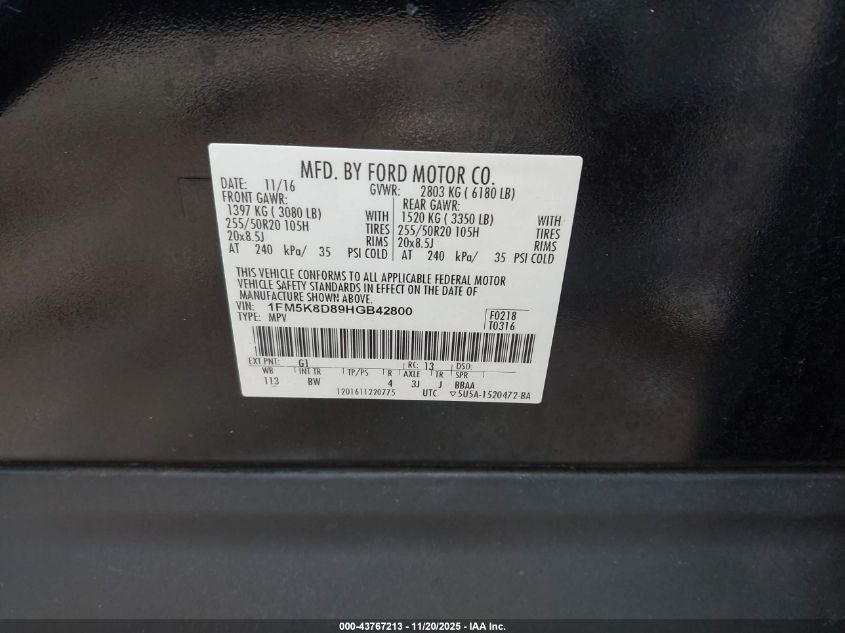 MFD. BY FORD MOTOR CO.
DATE: 11/16 GVWR: 2803 KG ( 6180 LB)
FRONT GAWR: REAR GAWR:
1397 KG ( 3080 LB) WITH 1520 KG ( 3350 LB) WITH
255/50R20 105H TIRES 255/50R20 105H TIRES
20x8.5J RIMS 20x8.5J RIMS
AT 240 kPa/ 35 PSI COLD AT 240 kPa/ 35 PSI COLD
THIS VEHICLE CONFORMS TO ALL APPLICABLE FEDERAL MOTOR
VEHICLE SAFETY STANDARDS IN EFFECT ON THE DATE OF
MANUFACTURE SHOWN ABOVE.
VIN: 1FM5K8D89HGB42800 F0218
TYPE: MPV T0316
EXT PNT: G1 RC: 13 DSO:
WB INT TR TP/PS R AXLE TR SPR
113 BW 4 3J J BBAA
1201611220775 UTC ▽5U5A-1520472-BA
000-43767213 - 11/20/2025 - IAA Inc.